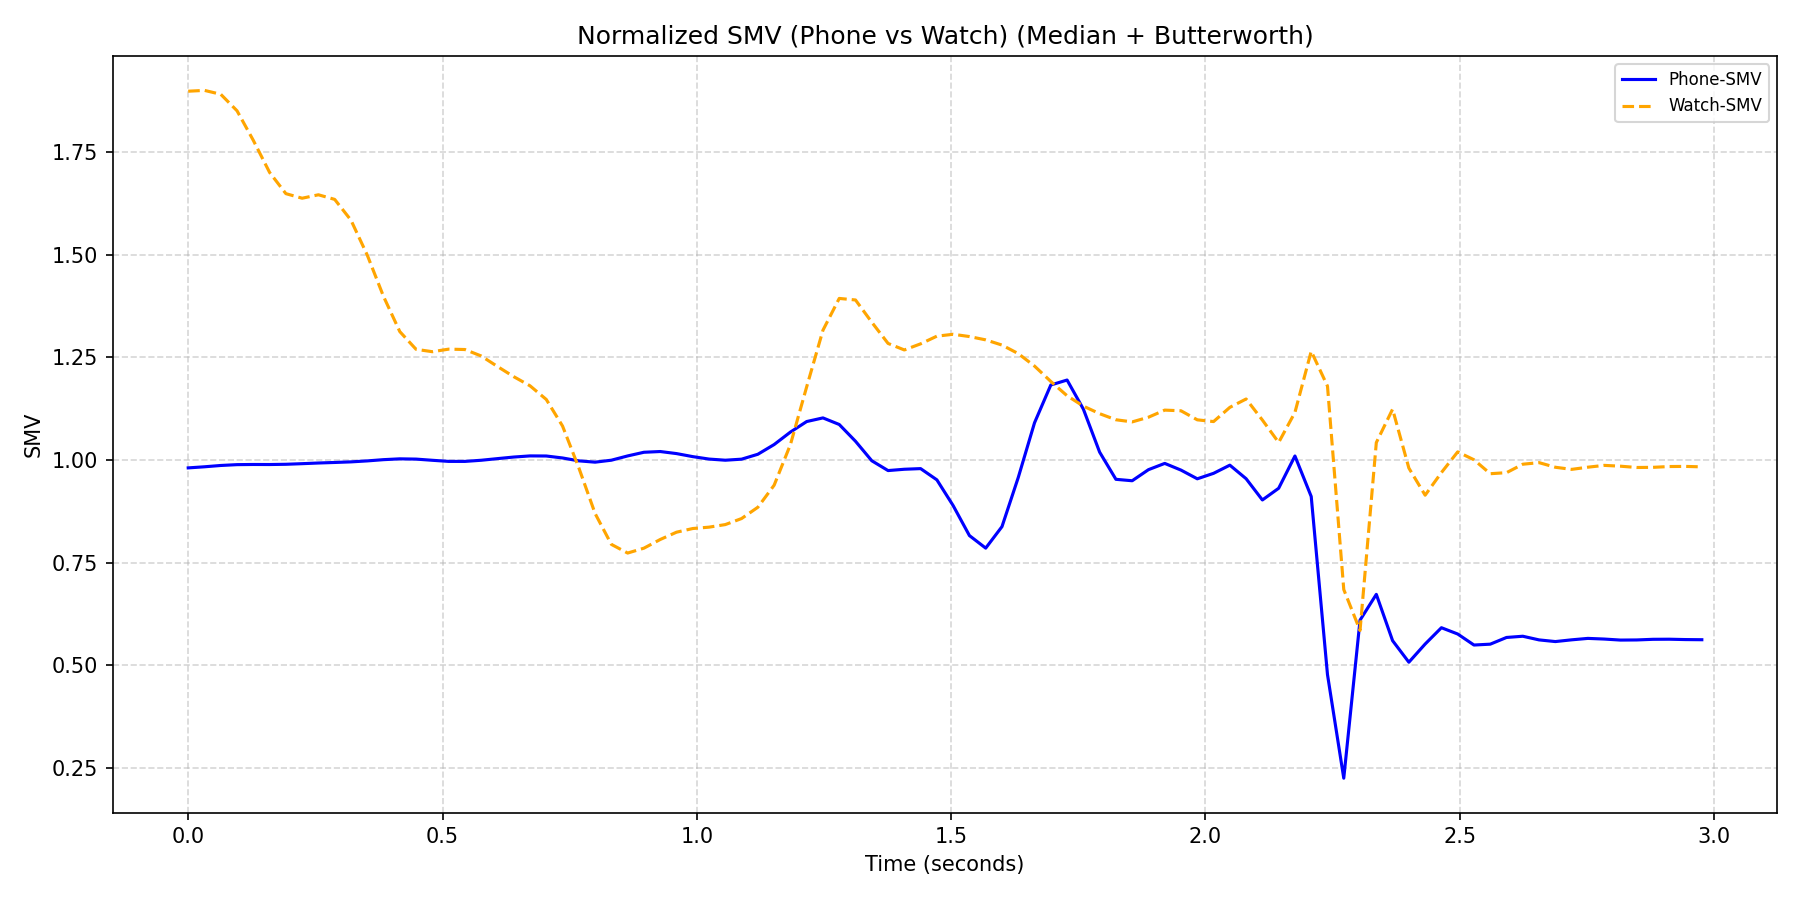 Normalized SMV (Phone vs Watch) (Median + Butterworth)
Phone-SMV
Watch-SMV
SMV
1.75
1.50
1.25
1.00
0.75
0.50
0.25
0.0 0.5 1.0 1.5 2.0 2.5 3.0
Time (seconds)